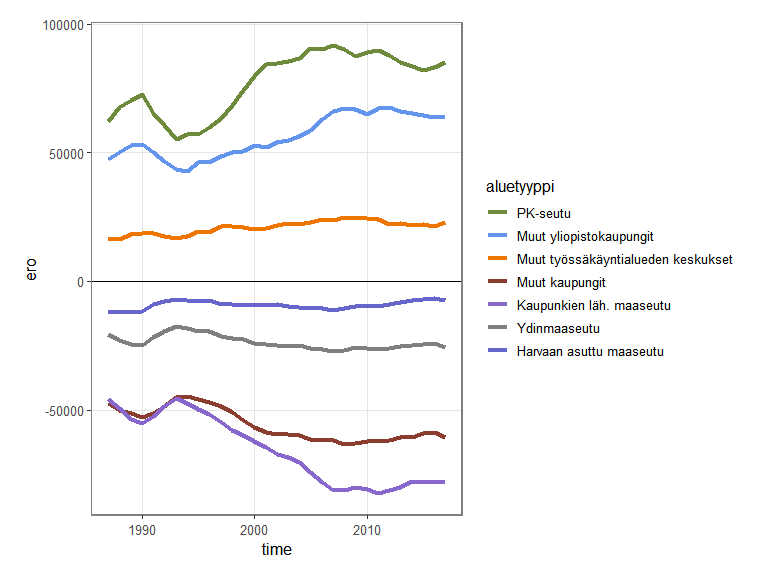 100000
50000
0
-50000
ero
1990
2000
2010
time
aluetyyppi
PK-seutu
Muut yliopistokaupungit
Muut työssäkäyntialueden keskukset
Muut kaupungit
Kaupunkien läh. maaseutu
Ydinmaaseutu
Harvaan asuttu maaseutu